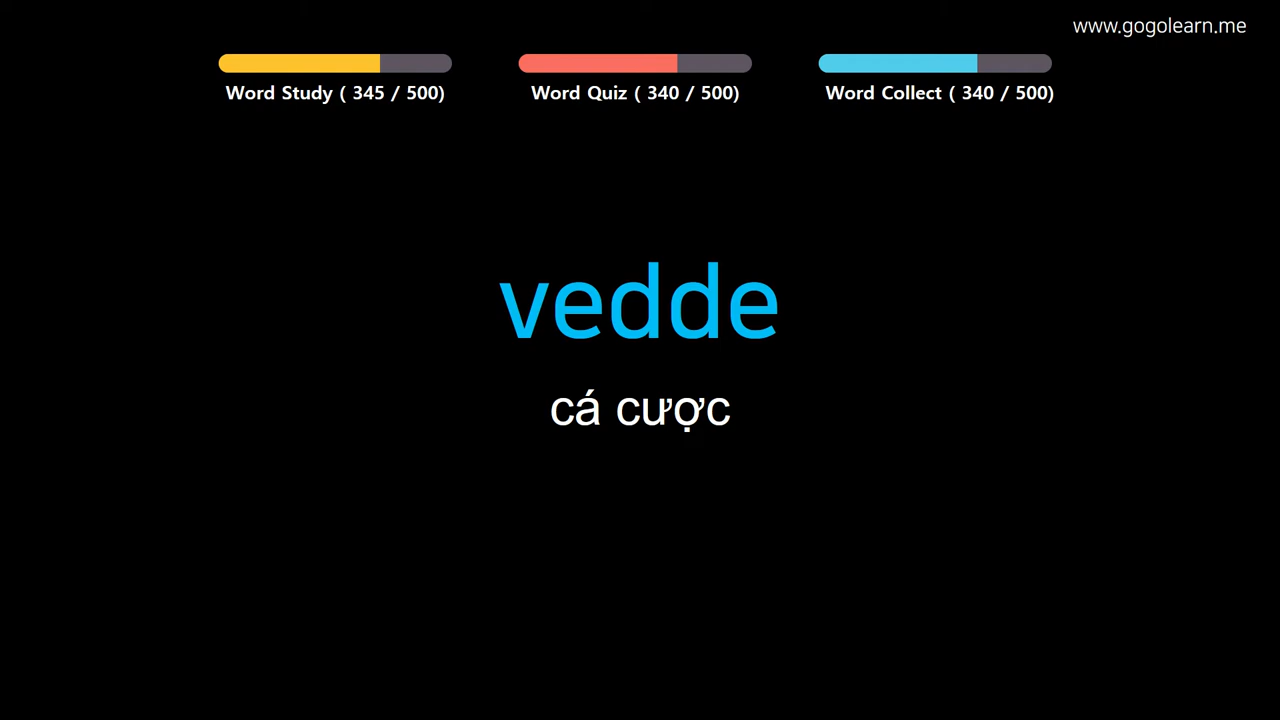 www.gogolearn.me
Word Study ( 345 / 500)
Word Quiz ( 340 / 500)
Word Collect ( 340 / 500)
vedde
cá cược